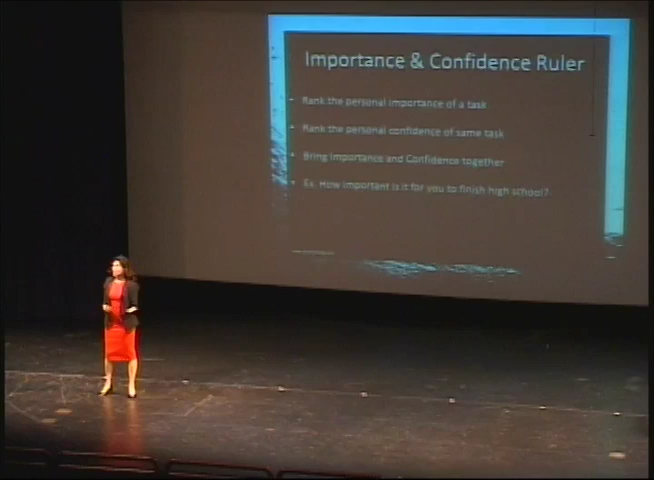 Importance & Confidence Ruler
Rank the personal importance of a task
Rank the personal confidence of same task
Bring Importance and Confidence together
Ex. How important is it for you to finish high school?